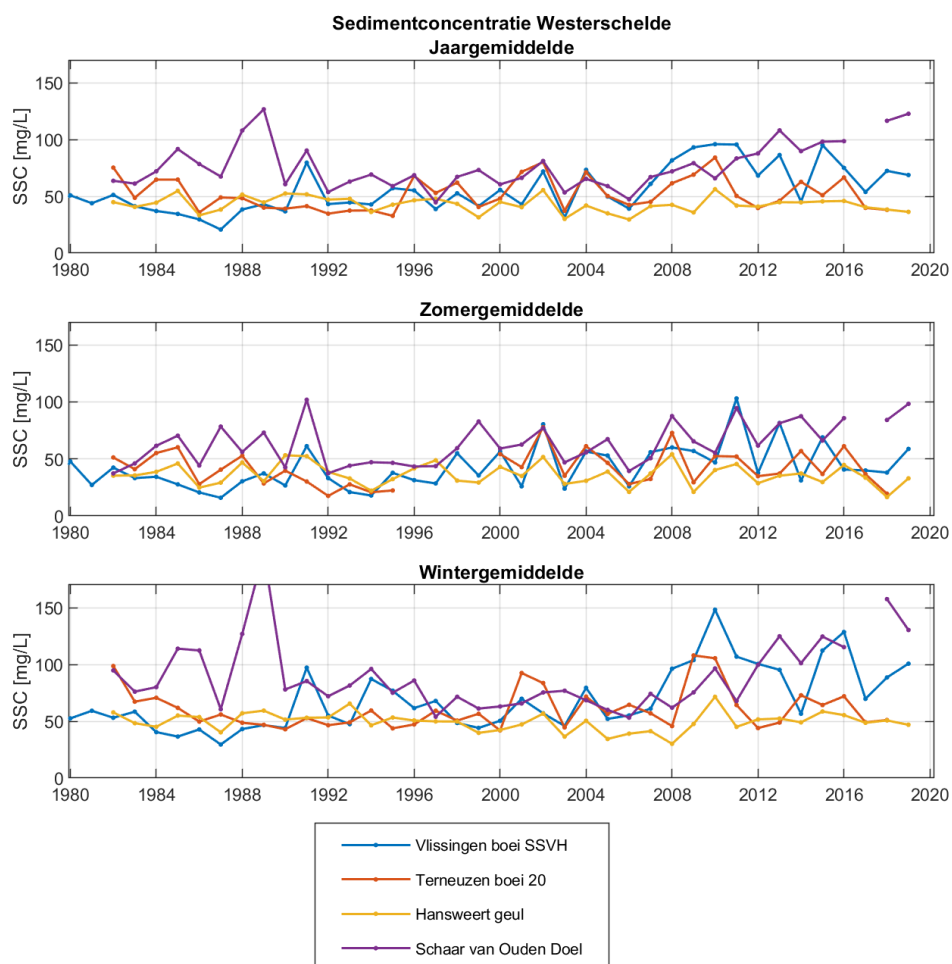 Sedimentconcentratie Westerschelde
Jaargemiddelde
SSC [mg/L]
150
100
50
0
1980 1984 1988 1992 1996 2000 2004 2008 2012 2016 2020
Zomergemiddelde
SSC [mg/L]
150
100
50
0
1980 1984 1988 1992 1996 2000 2004 2008 2012 2016 2020
Wintergemiddelde
SSC [mg/L]
150
100
50
0
1980 1984 1988 1992 1996 2000 2004 2008 2012 2016 2020
Vlissingen boei SSVH
Terneuzen boei 20
Hansweert geul
Schaar van Ouden Doel